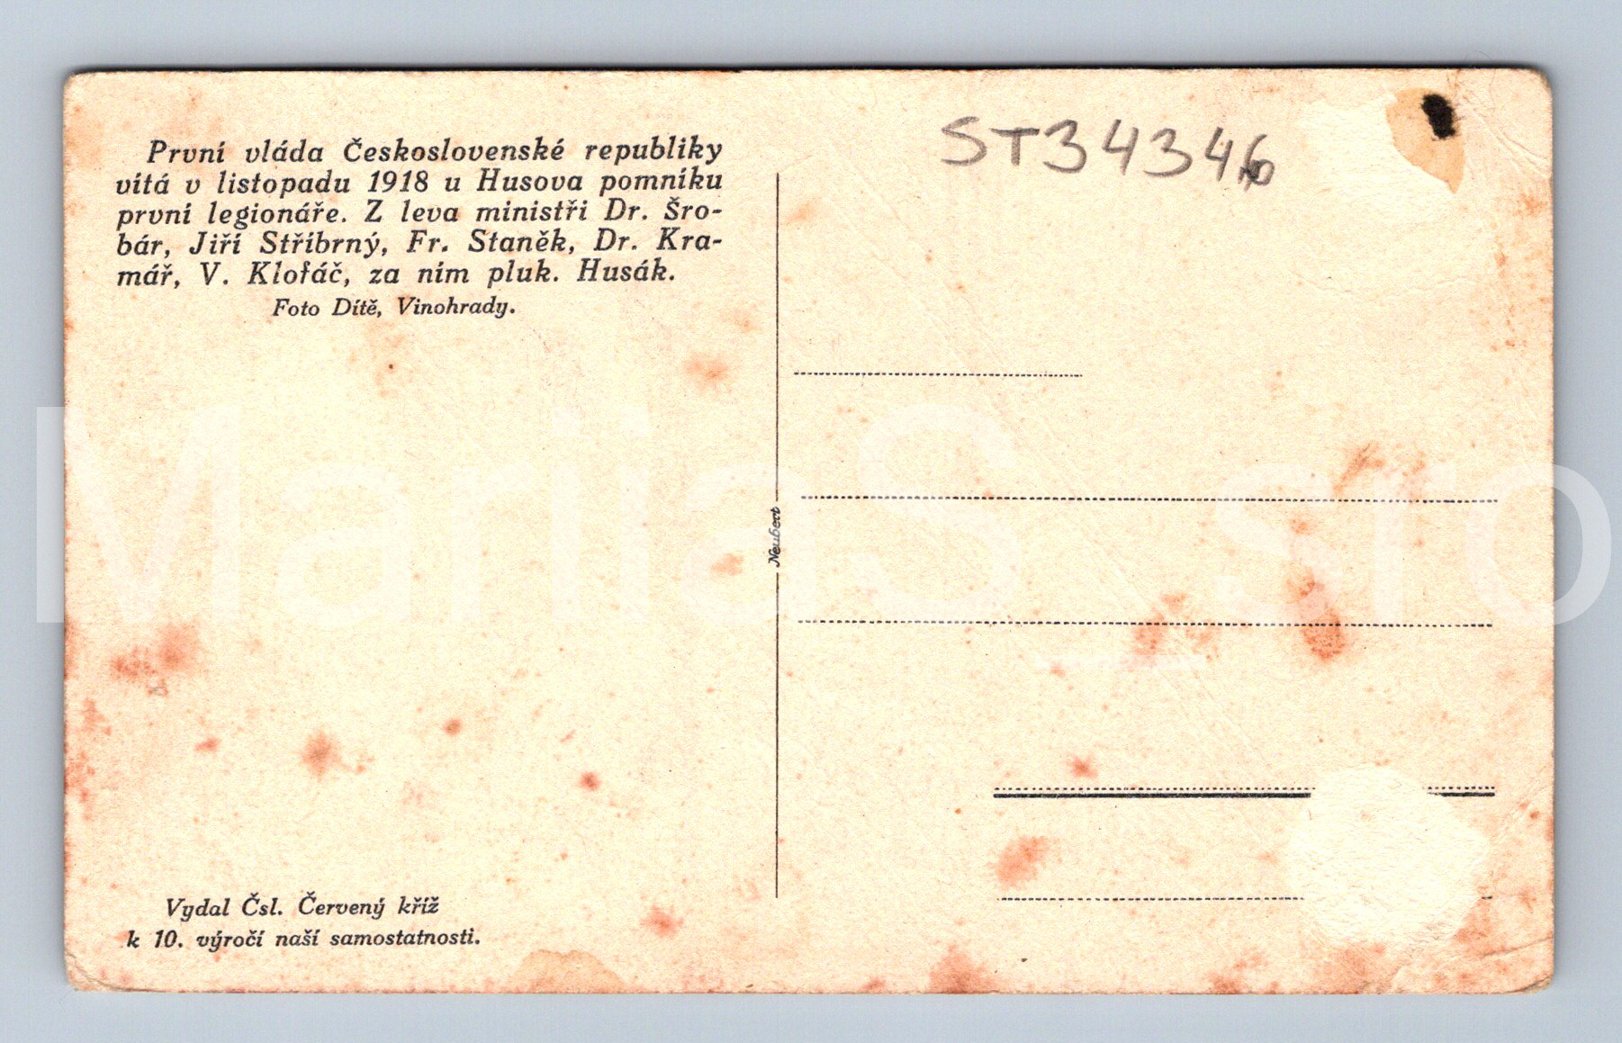 První vláda Československé republiky
vítá v listopadu 1918 u Husova pomníku
první legionáře. Z leva ministři Dr. Šro-
bár, Jiří Stříbrný, Fr. Staněk, Dr. Kra-
mář, V. Klofáč, za ním pluk. Husák.
Foto Dítě, Vinohrady.
ST34346
Neubert
MarijaS_sro
Vydal Čsl. Červený kříž
k 10. výročí naší samostatnosti.